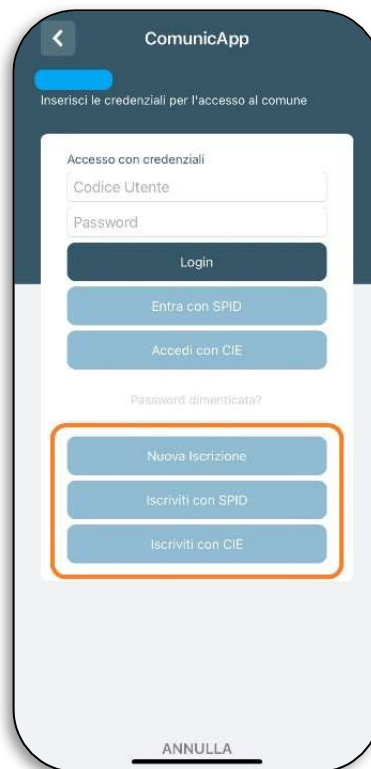 ComunicApp
Inserisci le credenziali per l'accesso al comune
Accesso con credenziali
Codice Utente
Password
Login
Entra con SPID
Accedi con CIE
Password dimenticata?
Nuova Iscrizione
Iscriviti con SPID
Iscriviti con CIE
ANNULLA